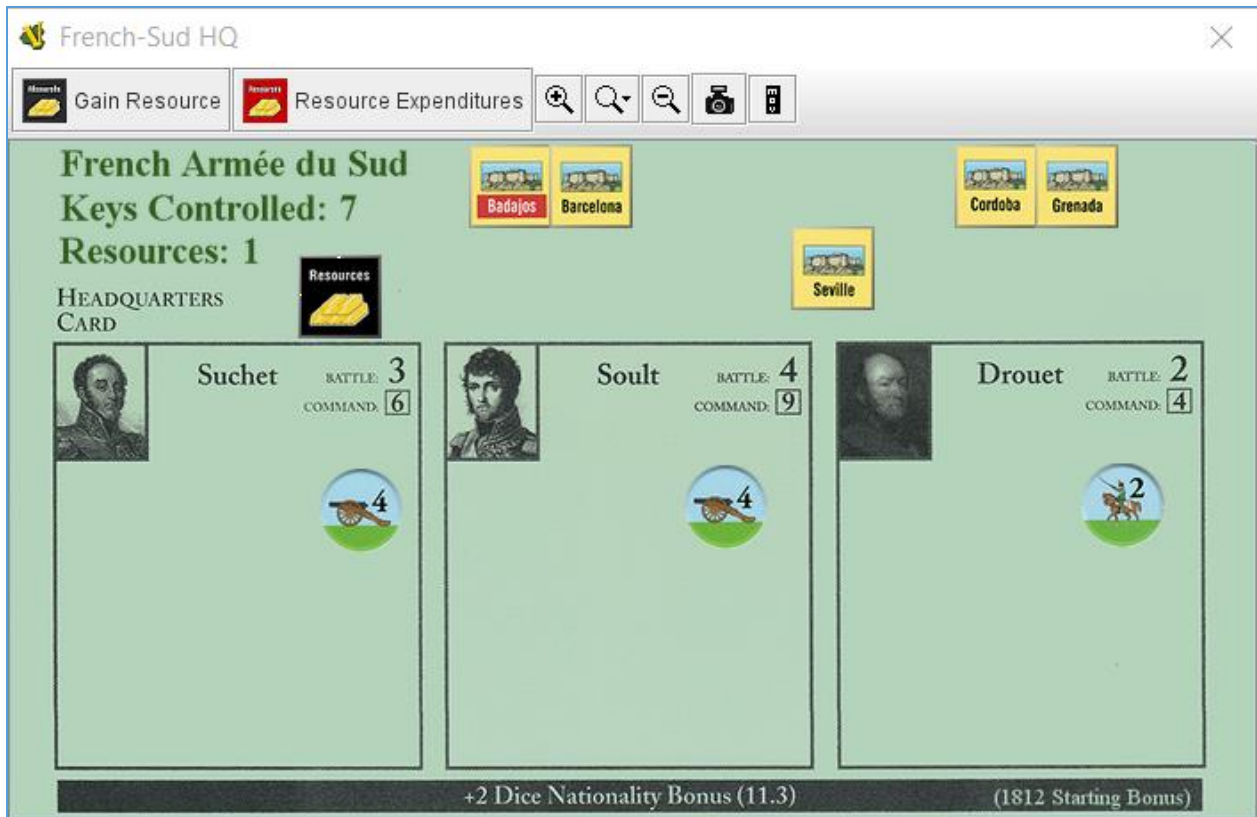 French-Sud HQ
Gain Resource
Resource Expenditures
French Armée du Sud
Keys Controlled: 7
Resources: 1
Badajos
Barcelona
Cordoba
Grenada
Seville
Resources
HEADQUARTERS
CARD
Suchet
BATTLE: 3
COMMAND: 6
4
Soult
BATTLE: 4
COMMAND: 9
4
Drouet
BATTLE: 2
COMMAND: 4
2
+2 Dice Nationality Bonus (11.3)
(1812 Starting Bonus)